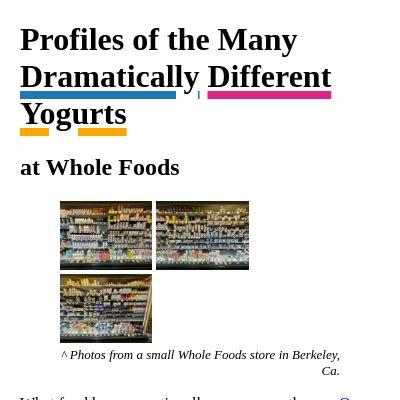 Profiles of the Many
Dramatically Different
Yogurts
at Whole Foods
^ Photos from a small Whole Foods store in Berkeley,
Ca.